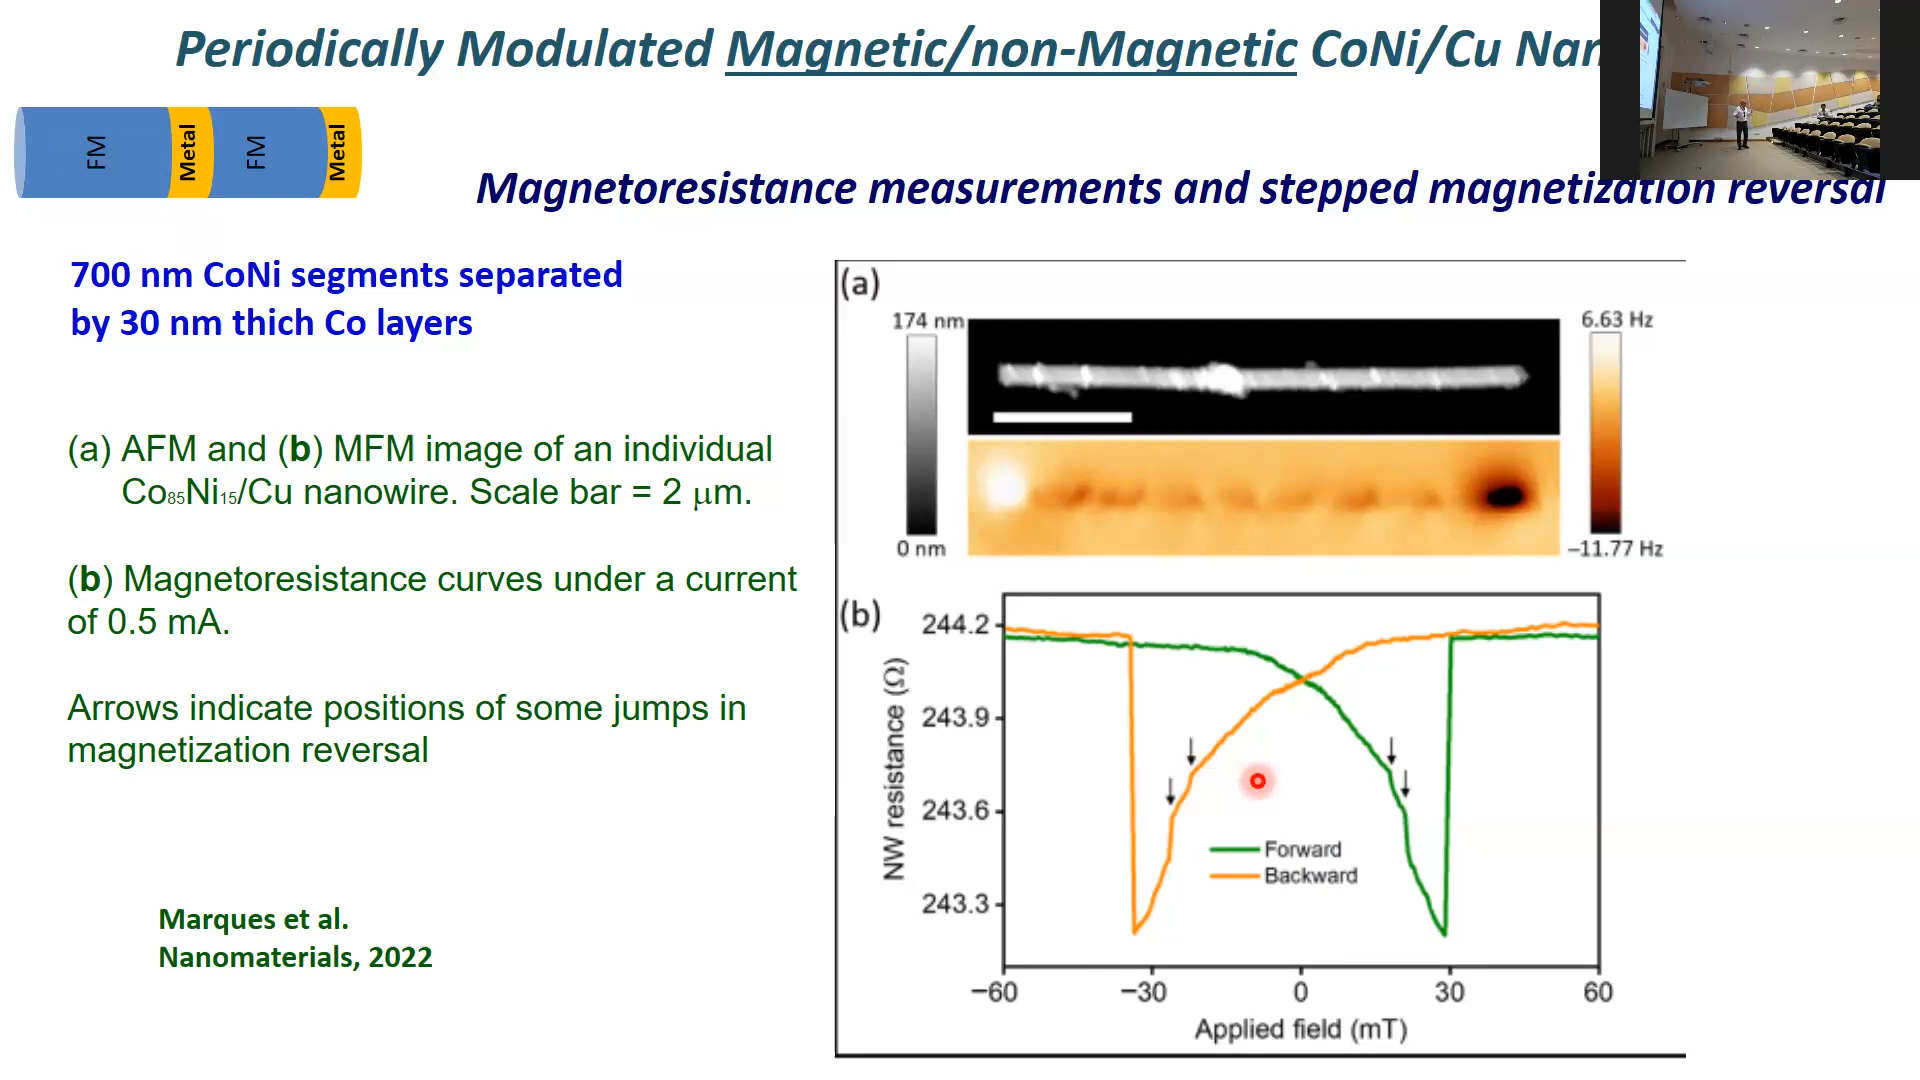 Periodically Modulated Magnetic/non-Magnetic CoNi/Cu
FM
Metal
FM
Metal
Magnetoresistance measurements and stepped magnetization reversal
700 nm CoNi segments separated
by 30 nm thich Co layers
(a) AFM and (b) MFM image of an individual
Co85Ni15/Cu nanowire. Scale bar = 2 μm.
(b) Magnetoresistance curves under a current
of 0.5 mA.
Arrows indicate positions of some jumps in
magnetization reversal
Marques et al.
Nanomaterials, 2022
(a)
174 nm
0 nm
6.63 Hz
−11.77 Hz
(b)
NW resistance (Ω)
244.2
243.9
243.6
243.3
Forward
Backward
−60
−30
0
30
60
Applied field (mT)